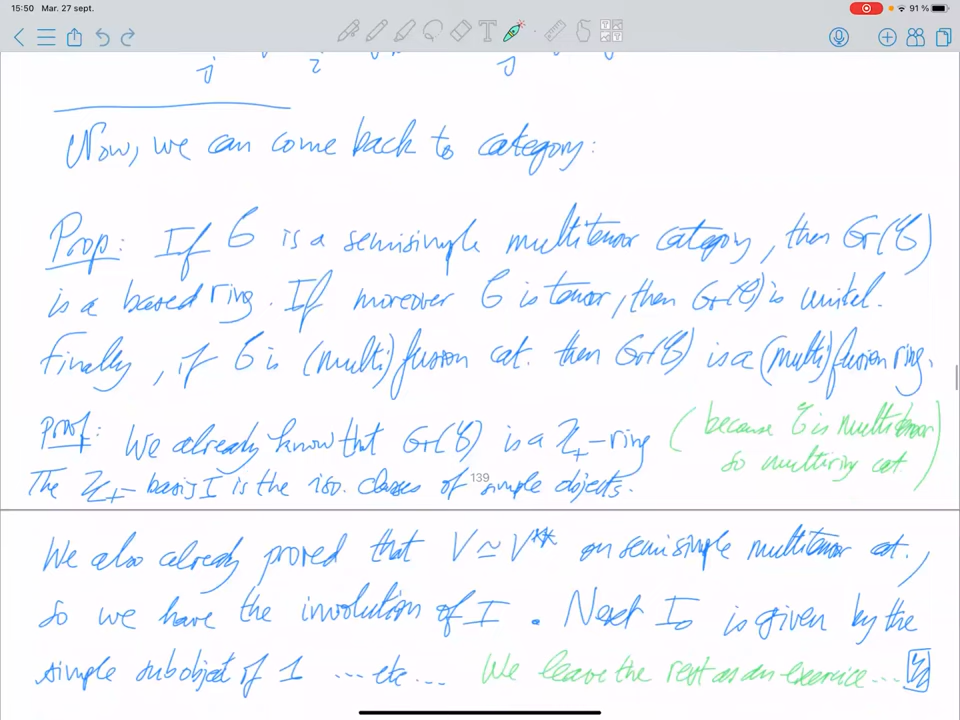 15:50 Mar. 27 sept. 91 %
Now, we can come back to category:
Prop: If 𝒞 is a semisimple multitensor category, then Gr(𝒞)
is a based ring. If moreover 𝒞 is tensor, then Gr(𝒞) is unital.
Finally, if 𝒞 is (multi)fusion cat. then Gr(𝒞) is a (multi)fusion ring.
Proof: We already know that Gr(𝒞) is a ℤ₊-ring (because 𝒞 is multitensor
so multiring cat.)
The ℤ₊-basis I is the iso. classes of simple objects.
139
We also already proved that V ≃ V** on semisimple multitensor cat.,
so we have the involution of I. Next I₀ is given by the
simple subobject of 1 ... etc ... We leave the rest as an exercise...